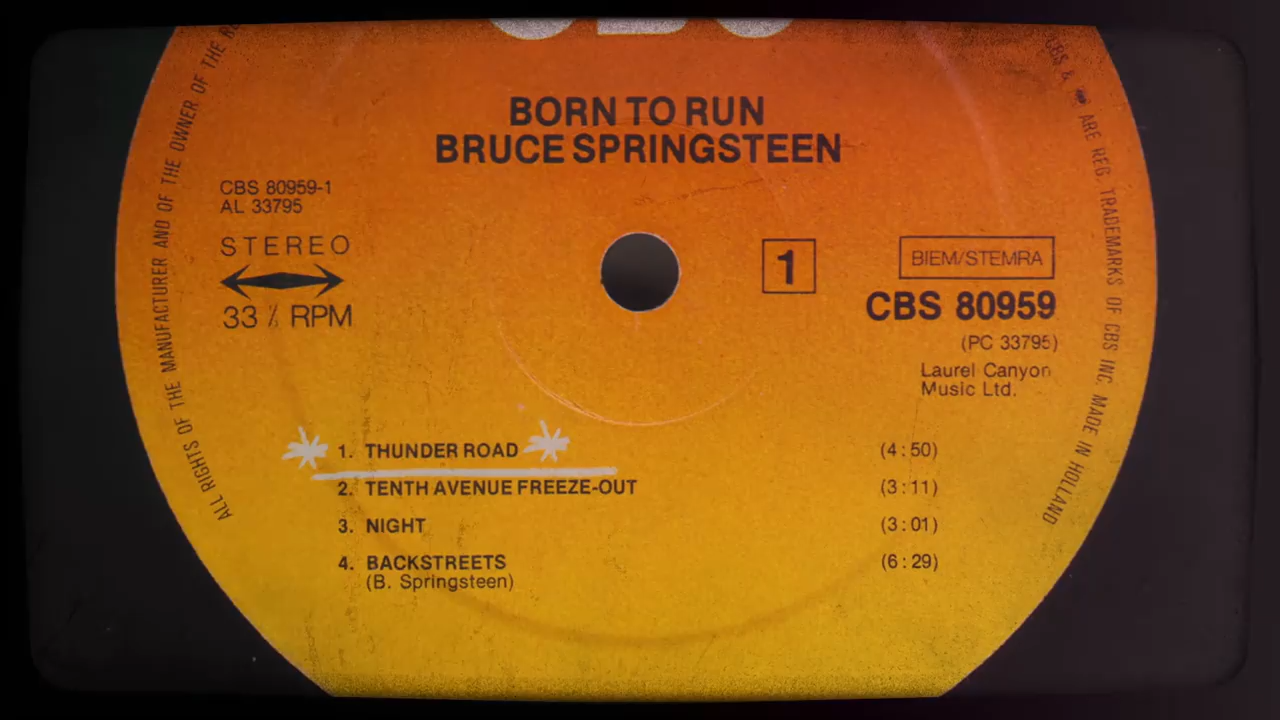 BORN TO RUN
BRUCE SPRINGSTEEN
CBS 80959-1
AL 33795
STEREO
33 ⅓ RPM
1
BIEM/STEMRA
CBS 80959
(PC 33795)
Laurel Canyon
Music Ltd.
1. THUNDER ROAD (4:50)
2. TENTH AVENUE FREEZE-OUT (3:11)
3. NIGHT (3:01)
4. BACKSTREETS (6:29)
(B. Springsteen)
ALL RIGHTS OF THE MANUFACTURER AND OF THE OWNER OF THE
CBS & ARE REG. TRADEMARKS OF CBS INC. MADE IN HOLLAND